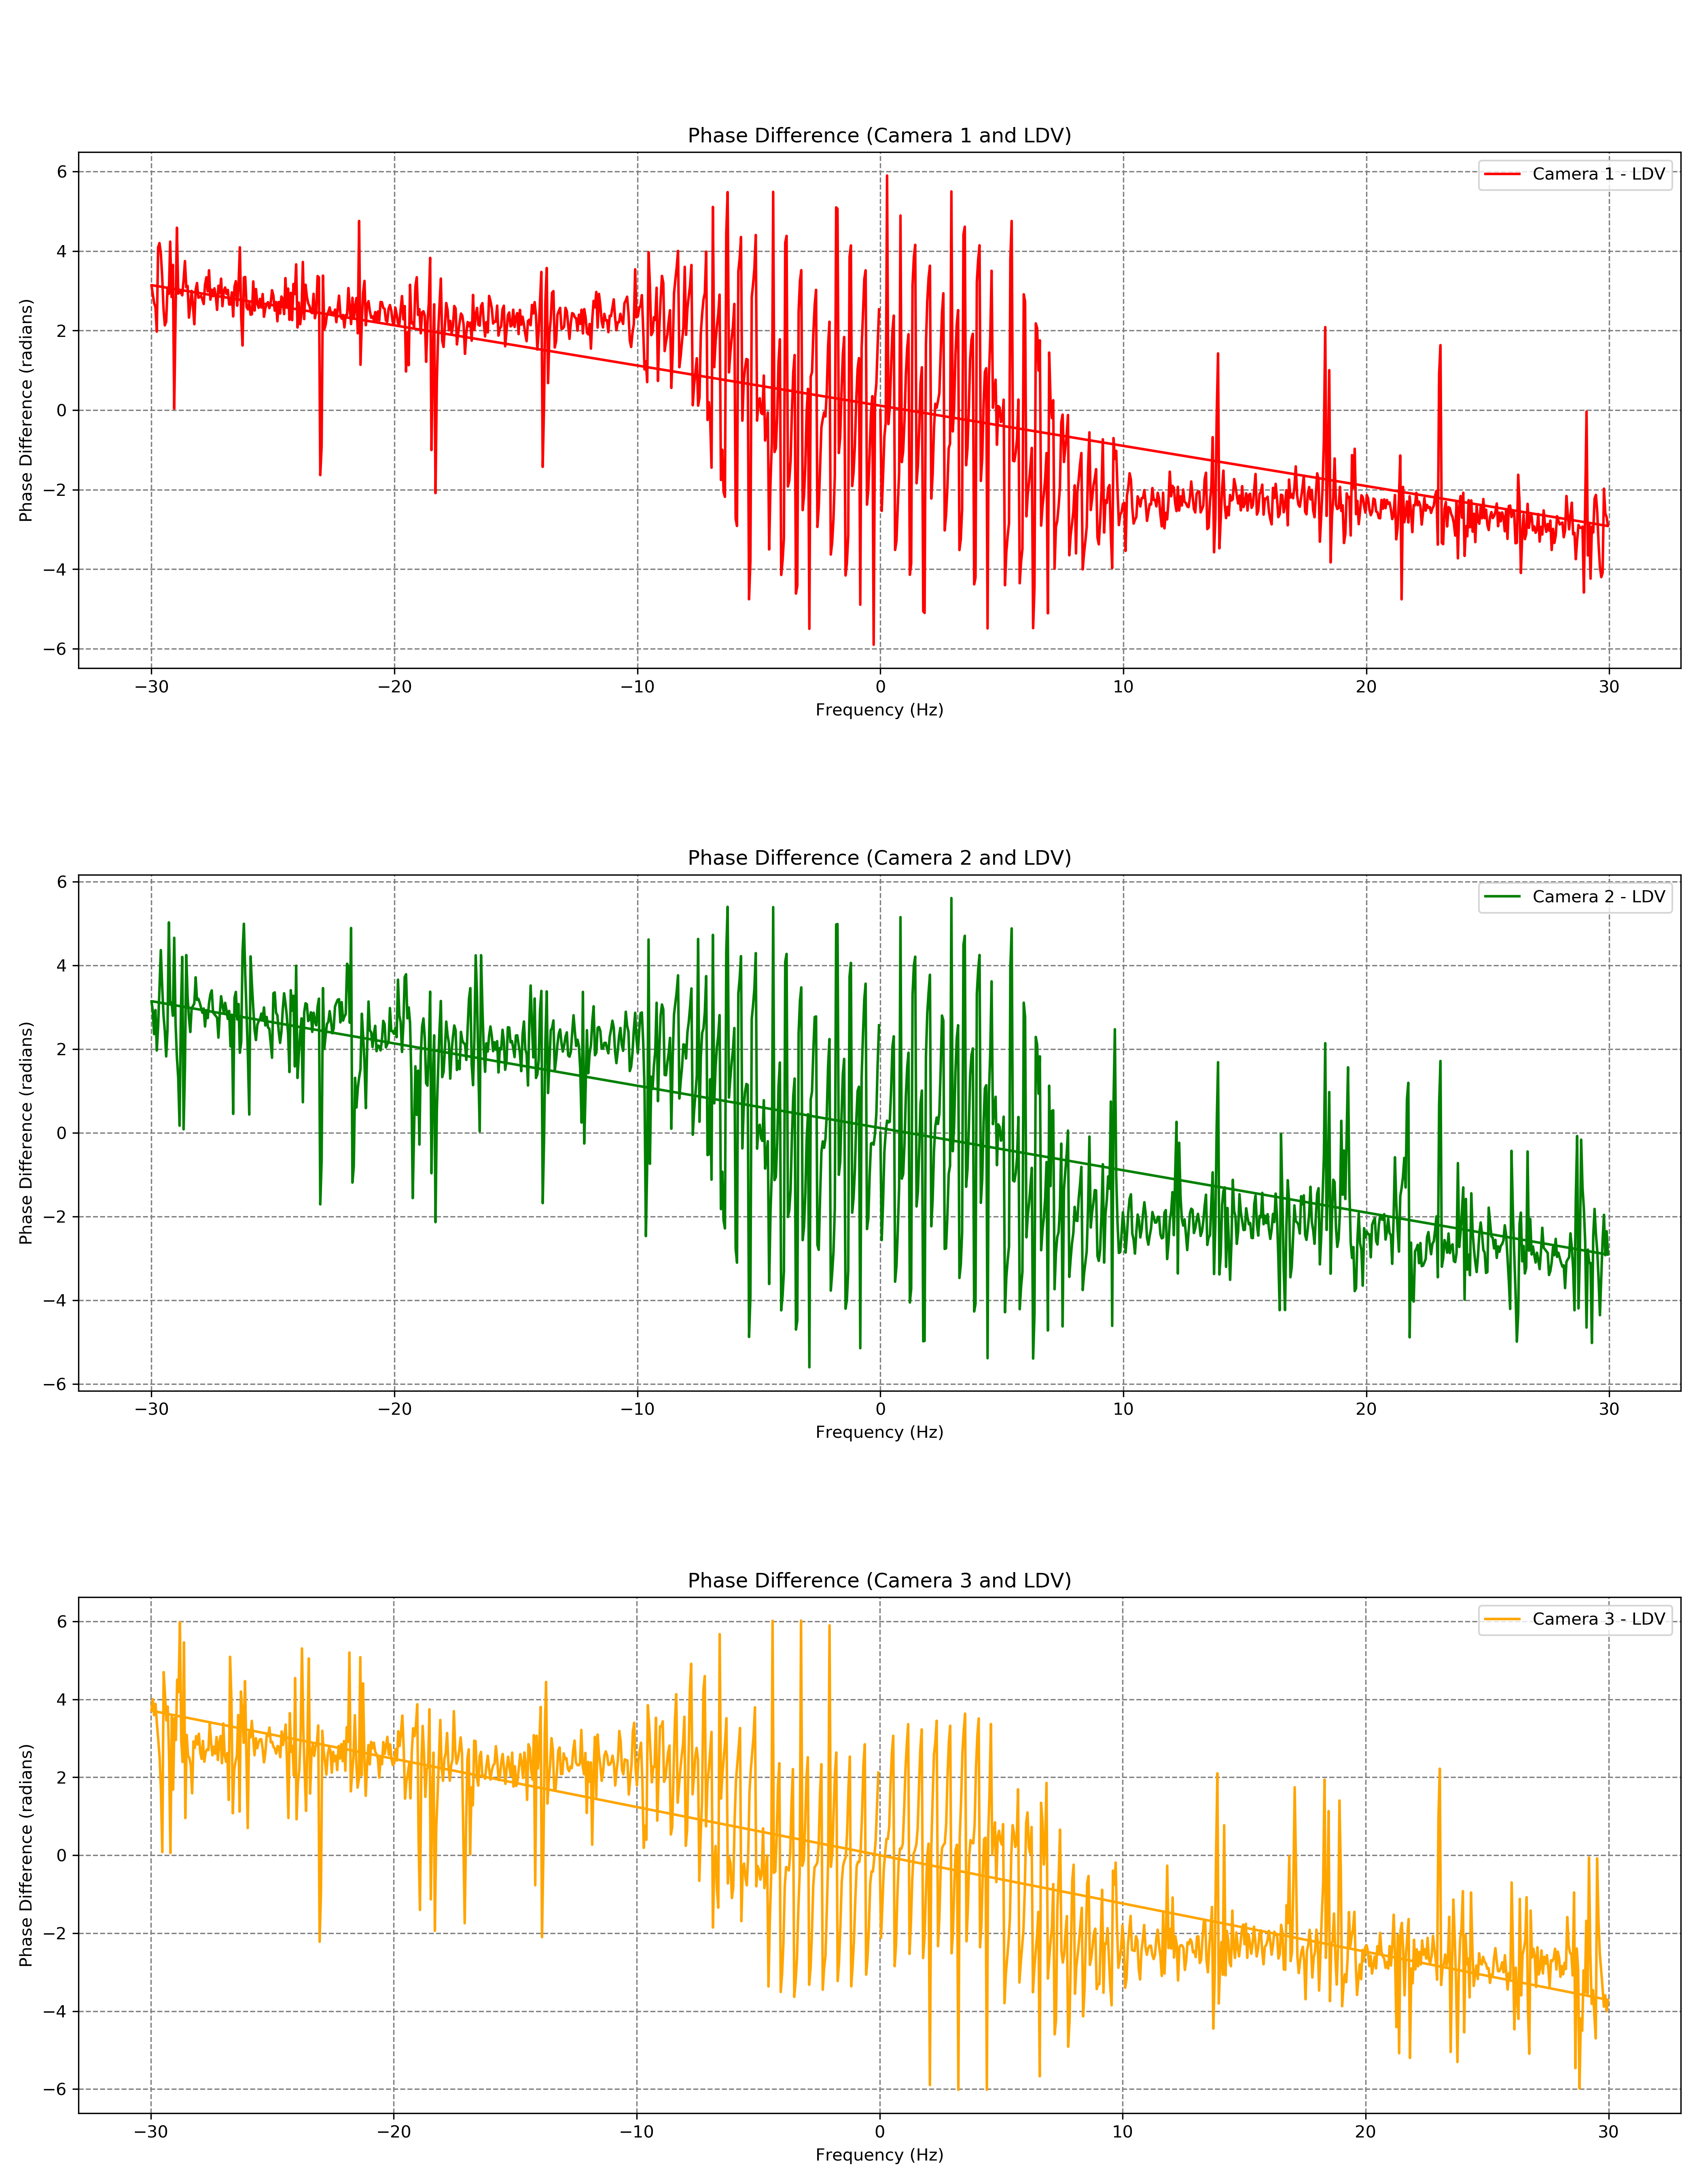 Phase Difference (Camera 1 and LDV)
Camera 1 - LDV
6
4
2
0
−2
−4
−6
Phase Difference (radians)
−30 −20 −10 0 10 20 30
Frequency (Hz)
Phase Difference (Camera 2 and LDV)
Camera 2 - LDV
6
4
2
0
−2
−4
−6
Phase Difference (radians)
−30 −20 −10 0 10 20 30
Frequency (Hz)
Phase Difference (Camera 3 and LDV)
Camera 3 - LDV
6
4
2
0
−2
−4
−6
Phase Difference (radians)
−30 −20 −10 0 10 20 30
Frequency (Hz)